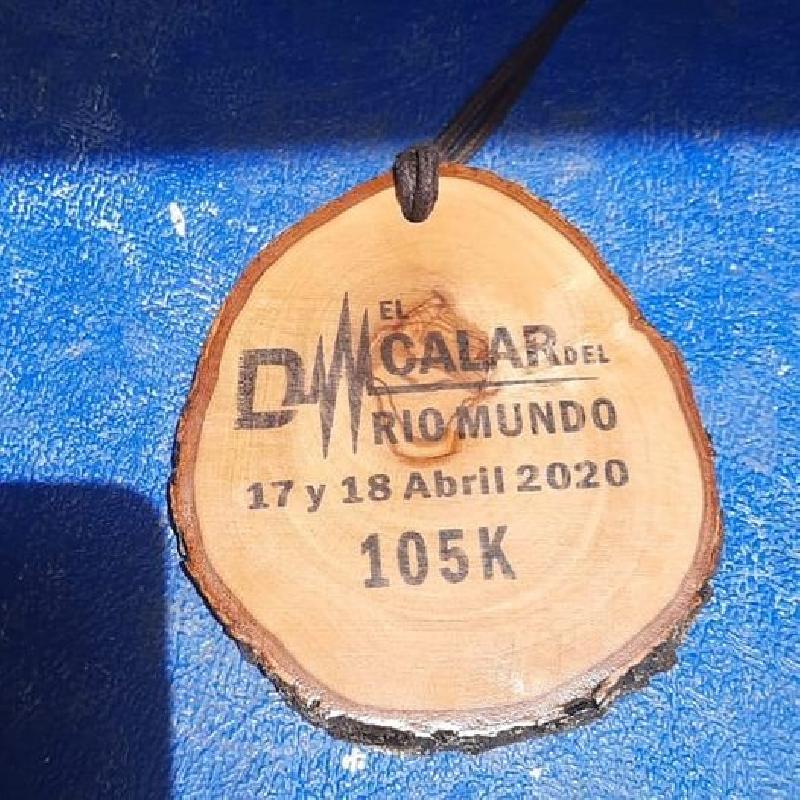 EL
D CALAR DEL
RIO MUNDO
17 y 18 Abril 2020
105K